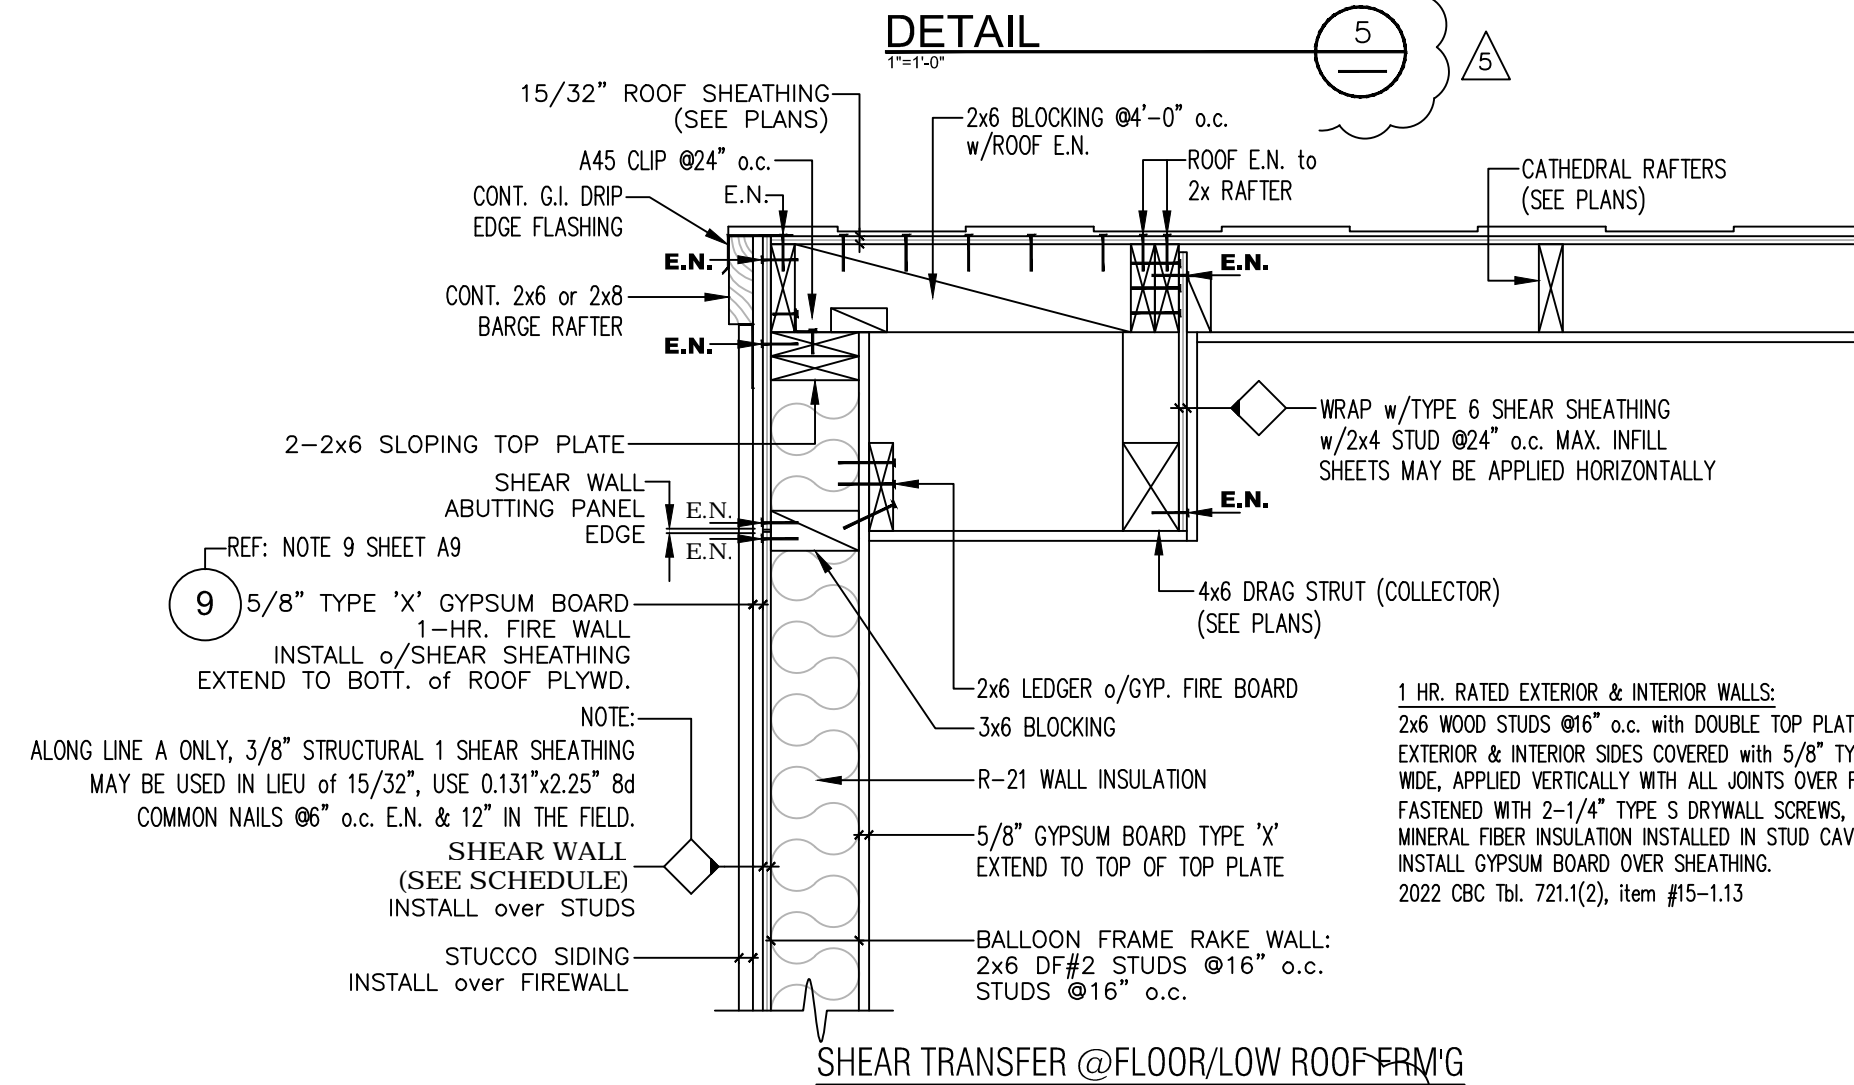 DETAIL
1"=1'-0"
5
5
15/32” ROOF SHEATHING
(SEE PLANS)
2x6 BLOCKING @4'-0” o.c.
w/ROOF E.N.
A45 CLIP @24” o.c.
ROOF E.N. to
2x RAFTER
CATHEDRAL RAFTERS
(SEE PLANS)
CONT. G.I. DRIP
EDGE FLASHING
E.N.
E.N.
E.N.
CONT. 2x6 or 2x8
BARGE RAFTER
E.N.
WRAP w/TYPE 6 SHEAR SHEATHING
w/2x4 STUD @24” o.c. MAX. INFILL
SHEETS MAY BE APPLIED HORIZONTALLY
2-2x6 SLOPING TOP PLATE
SHEAR WALL
ABUTTING PANEL
EDGE
E.N.
E.N.
E.N.
REF: NOTE 9 SHEET A9
9
5/8” TYPE 'X' GYPSUM BOARD
1-HR. FIRE WALL
INSTALL o/SHEAR SHEATHING
EXTEND TO BOTT. of ROOF PLYWD.
4x6 DRAG STRUT (COLLECTOR)
(SEE PLANS)
2x6 LEDGER o/GYP. FIRE BOARD
3x6 BLOCKING
NOTE:
ALONG LINE A ONLY, 3/8” STRUCTURAL 1 SHEAR SHEATHING
MAY BE USED IN LIEU of 15/32”, USE 0.131”x2.25” 8d
COMMON NAILS @6” o.c. E.N. & 12” IN THE FIELD.
R-21 WALL INSULATION
5/8” GYPSUM BOARD TYPE 'X'
EXTEND TO TOP OF TOP PLATE
SHEAR WALL
(SEE SCHEDULE)
INSTALL over STUDS
STUCCO SIDING
INSTALL over FIREWALL
BALLOON FRAME RAKE WALL:
2x6 DF#2 STUDS @16” o.c.
STUDS @16” o.c.
1 HR. RATED EXTERIOR & INTERIOR WALLS:
2x6 WOOD STUDS @16” o.c. with DOUBLE TOP PLAT
EXTERIOR & INTERIOR SIDES COVERED with 5/8” TY
WIDE, APPLIED VERTICALLY WITH ALL JOINTS OVER F
FASTENED WITH 2-1/4” TYPE S DRYWALL SCREWS,
MINERAL FIBER INSULATION INSTALLED IN STUD CAV
INSTALL GYPSUM BOARD OVER SHEATHING.
2022 CBC Tbl. 721.1(2), item #15-1.13
SHEAR TRANSFER @FLOOR/LOW ROOF FRM'G